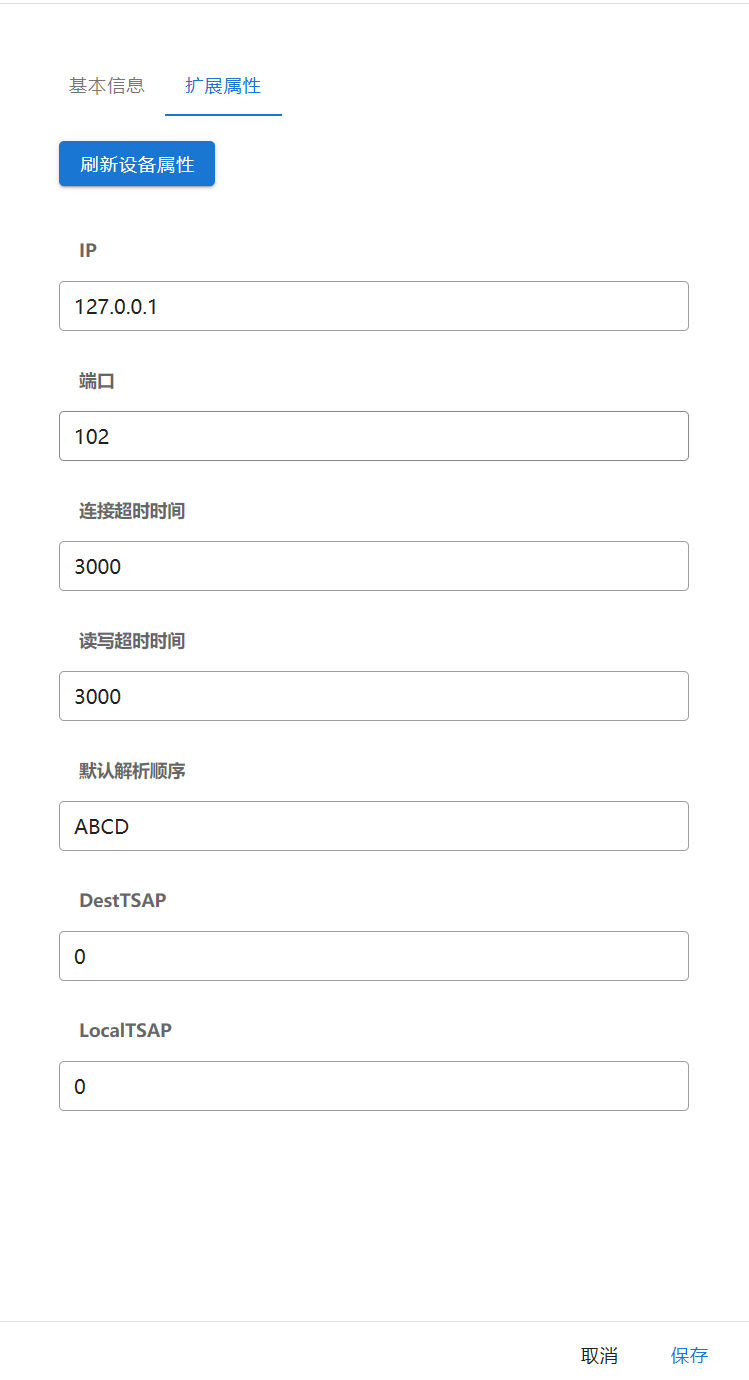 基本信息 扩展属性
刷新设备属性
IP
127.0.0.1
端口
102
连接超时时间
3000
读写超时时间
3000
默认解析顺序
ABCD
DestTSAP
0
LocalTSAP
0
取消 保存